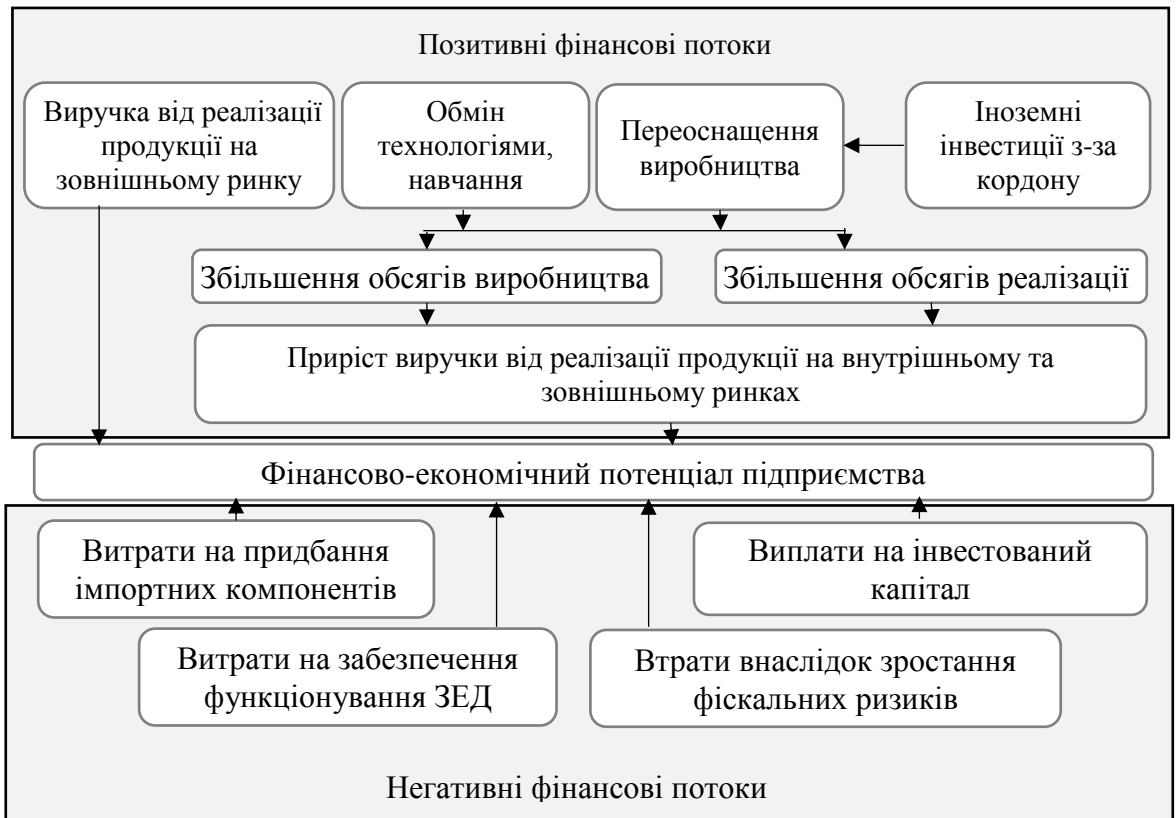 Позитивні фінансові потоки
Виручка від реалізації
продукції на
зовнішньому ринку
Обмін
технологіями,
навчання
Переоснащення
виробництва
Іноземні
інвестиції з-за
кордону
Збільшення обсягів виробництва
Збільшення обсягів реалізації
Приріст виручки від реалізації продукції на внутрішньому та
зовнішньому ринках
Фінансово-економічний потенціал підприємства
Витрати на придбання
імпортних компонентів
Виплати на інвестований
капітал
Витрати на забезпечення
функціонування ЗЕД
Втрати внаслідок зростання
фіскальних ризиків
Негативні фінансові потоки